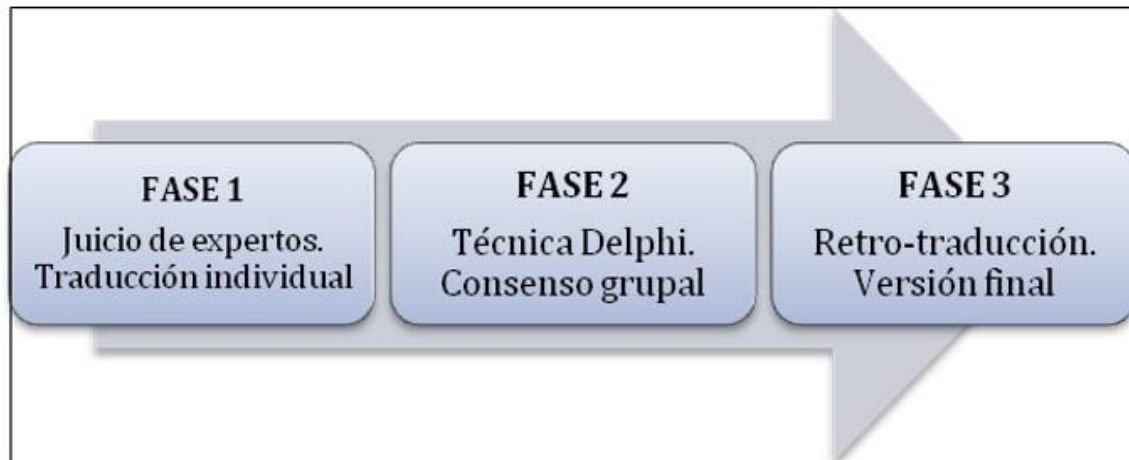 FASE 1
Juicio de expertos.
Traducción individual
FASE 2
Técnica Delphi.
Consenso grupal
FASE 3
Retro-traducción.
Versión final